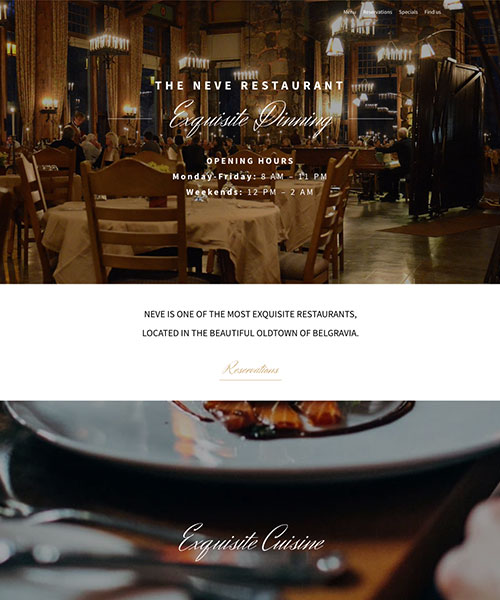 Menu Reservations Specials Find us
THE NEVE RESTAURANT
Exquisite Dinning
OPENING HOURS
Monday-Friday: 8 AM – 11 PM
Weekends: 12 PM – 2 AM
NEVE IS ONE OF THE MOST EXQUISITE RESTAURANTS,
LOCATED IN THE BEAUTIFUL OLDTOWN OF BELGRAVIA.
Reservations
Exquisite Cuisine